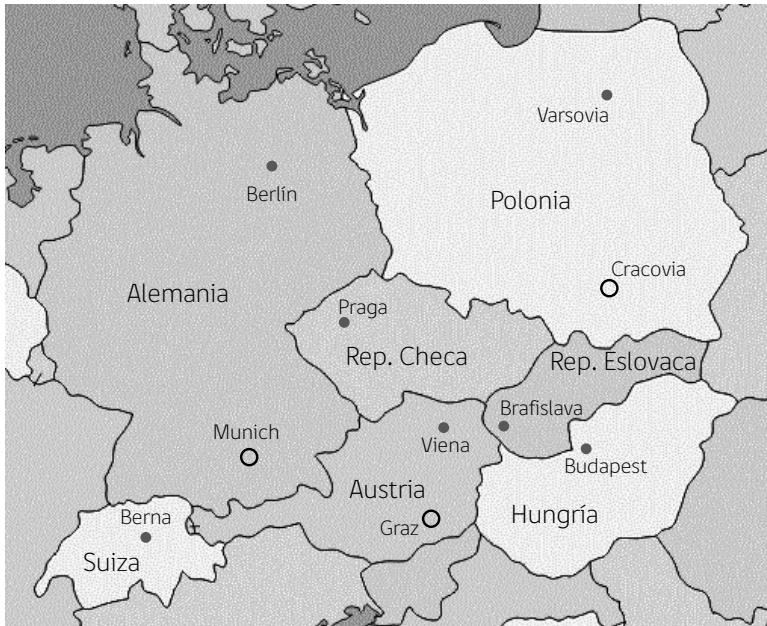 Varsovia
Berlín
Polonia
Cracovia
Alemania
Praga
Rep. Checa
Rep. Eslovaca
Brafislava
Munich
Viena
Budapest
Austria
Hungría
Berna
Graz
Suiza